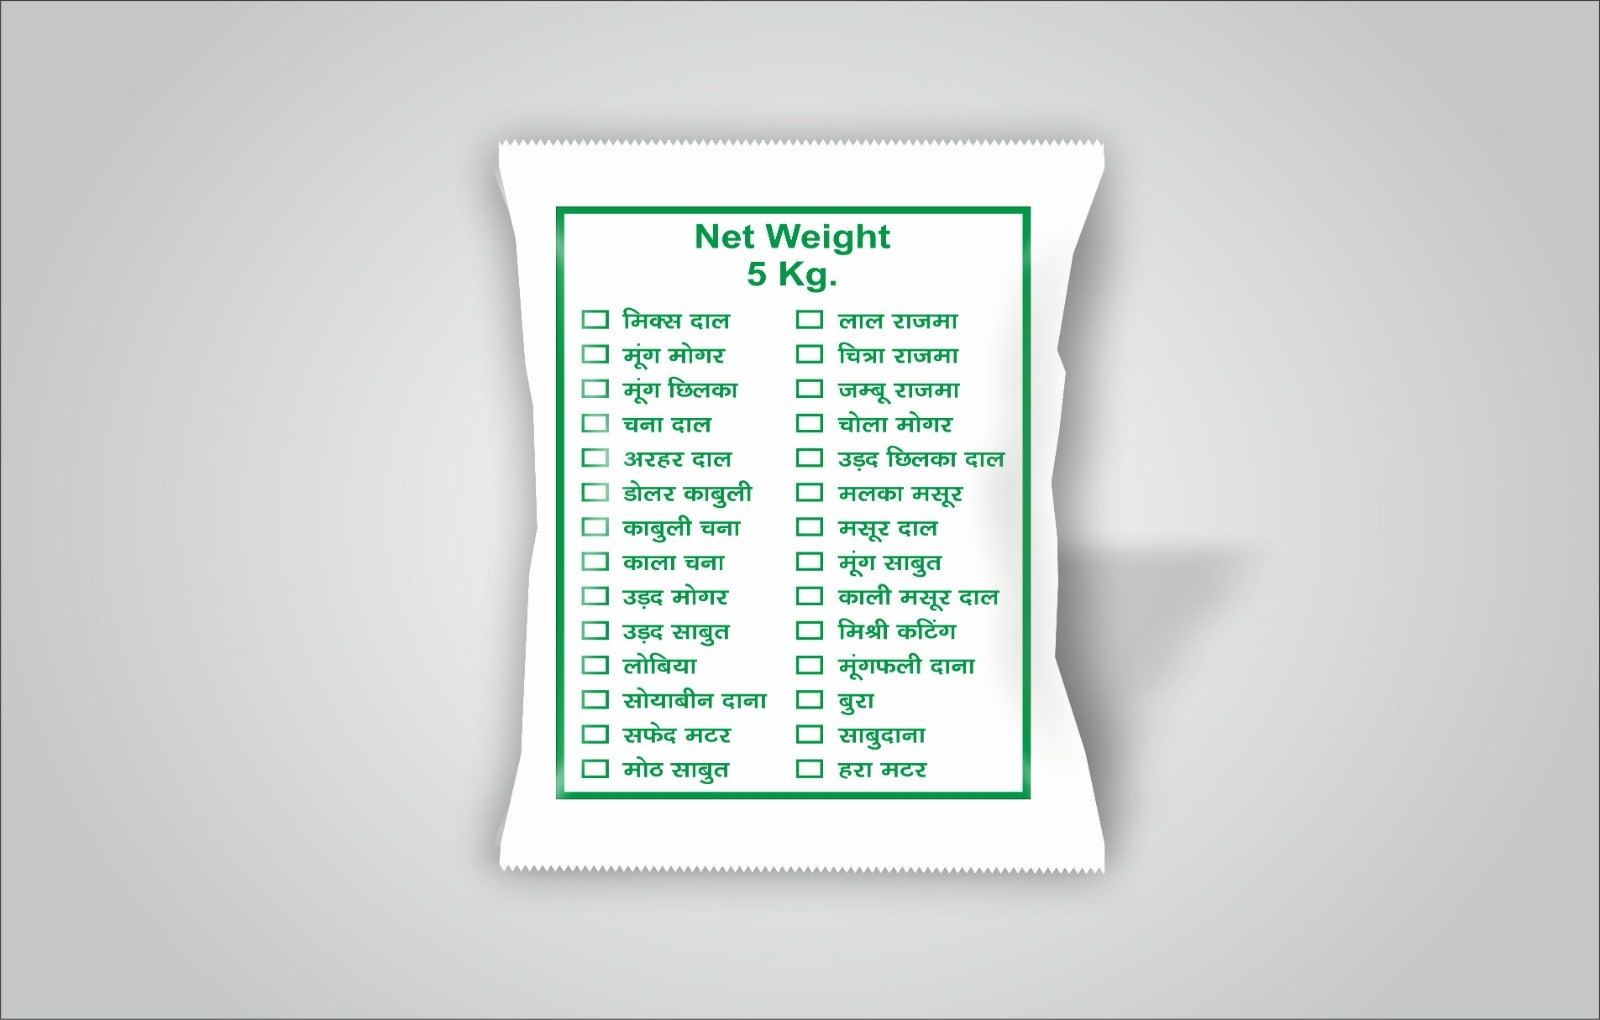 Net Weight
5 Kg.
मिक्स दाल
मूंग मोगर
मूंग छिलका
चना दाल
अरहर दाल
डोलर काबुली
काबुली चना
काला चना
उड़द मोगर
उड़द साबुत
लोबिया
सोयाबीन दाना
सफेद मटर
मोठ साबुत
लाल राजमा
चित्रा राजमा
जम्बू राजमा
चोला मोगर
उड़द छिलका दाल
मलका मसूर
मसूर दाल
मूंग साबुत
काली मसूर दाल
मिश्री कटिंग
मूंगफली दाना
बुरा
साबुदाना
हरा मटर